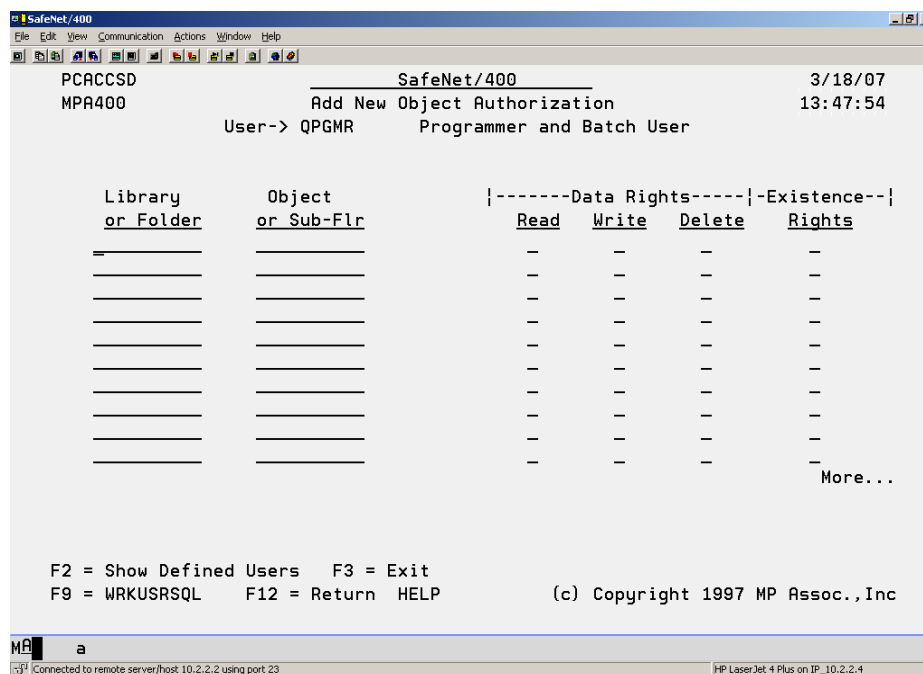 SafeNet/400
File Edit View Communication Actions Window Help
PCACCSD SafeNet/400 3/18/07
MPA400 Add New Object Authorization 13:47:54
User-> QPGMR Programmer and Batch User
Library Object ¦-------Data Rights-----¦-Existence--¦
or Folder or Sub-Flr Read Write Delete Rights
More...
F2 = Show Defined Users F3 = Exit
F9 = WRKUSRSQL F12 = Return HELP (c) Copyright 1997 MP Assoc.,Inc
MA a
Connected to remote server/host 10.2.2.2 using port 23 HP LaserJet 4 Plus on IP_10.2.2.4